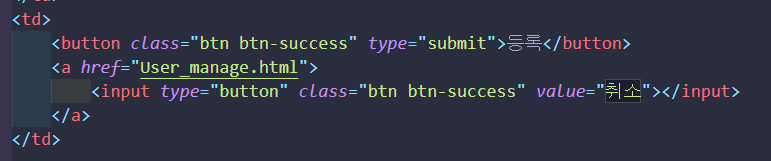 <td>
<button class="btn btn-success" type="submit">등록</button>
<a href="User_manage.html">
<input type="button" class="btn btn-success" value="취소"></input>
</a>
</td>